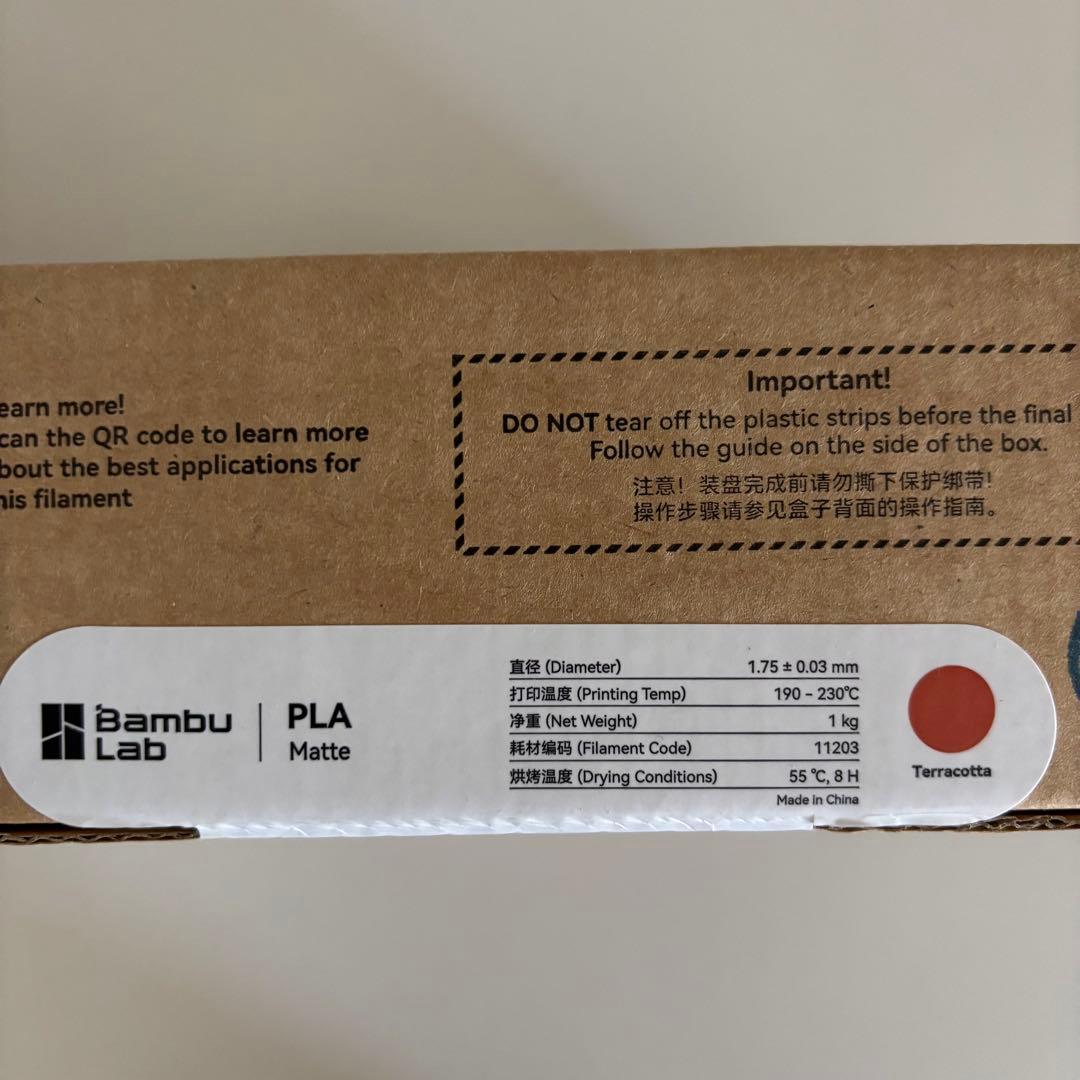 earn more!
can the QR code to learn more
bout the best applications for
his filament
Important!
DO NOT tear off the plastic strips before the final
Follow the guide on the side of the box.
注意！装盘完成前请勿撕下保护绑带！
操作步骤请参见盒子背面的操作指南。
Bambu Lab
PLA
Matte
直径 (Diameter) 1.75 ± 0.03 mm
打印温度 (Printing Temp) 190 – 230℃
净重 (Net Weight) 1 kg
耗材编码 (Filament Code) 11203
烘烤温度 (Drying Conditions) 55 ℃, 8 H
Made in China
Terracotta